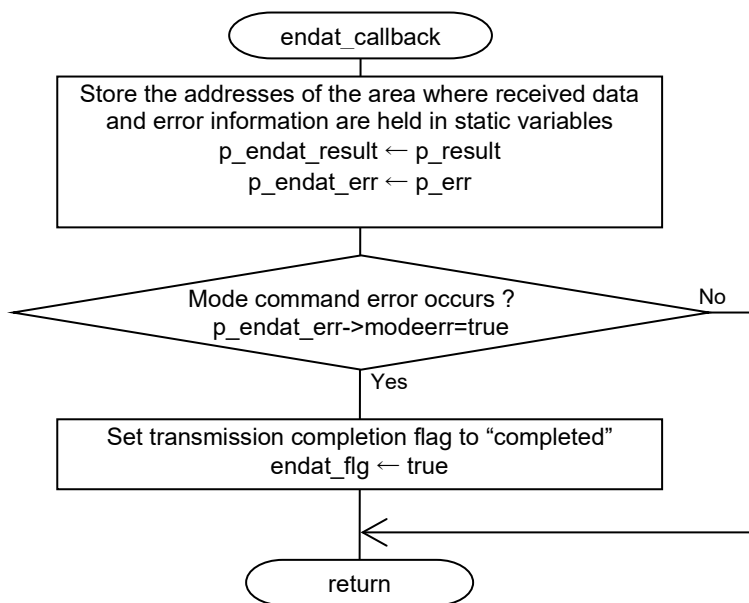 endat_callback
Store the addresses of the area where received data
and error information are held in static variables
p_endat_result ← p_result
p_endat_err ← p_err
Mode command error occurs ?
p_endat_err->modeerr=true
No
Yes
Set transmission completion flag to “completed”
endat_flg ← true
return